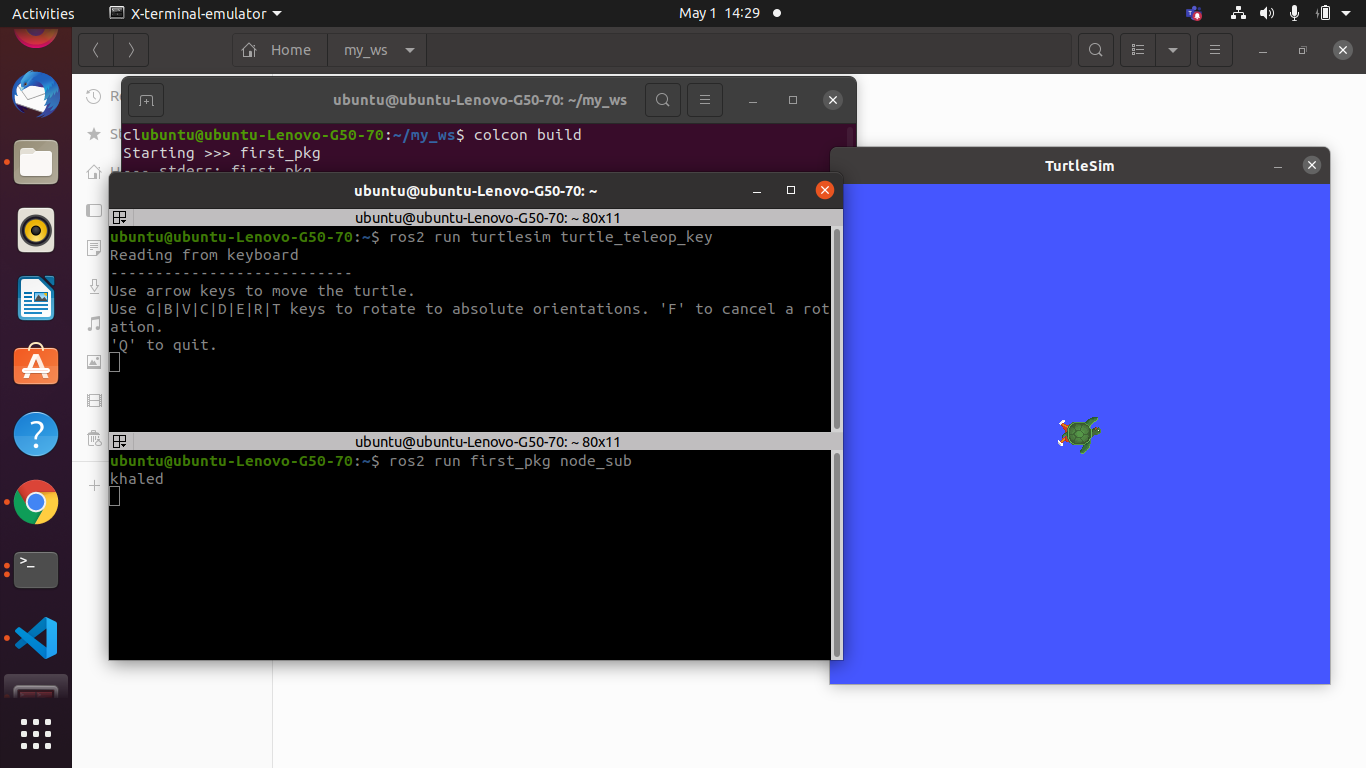 Activities
X-terminal-emulator
May 1 14:29
Home
my_ws
ubuntu@ubuntu-Lenovo-G50-70: ~/my_ws
clubuntu@ubuntu-Lenovo-G50-70:~/my_ws$ colcon build
Starting >>> first_pkg
--- stderr: first_pkg
TurtleSim
ubuntu@ubuntu-Lenovo-G50-70: ~
ubuntu@ubuntu-Lenovo-G50-70: ~ 80x11
ubuntu@ubuntu-Lenovo-G50-70:~$ ros2 run turtlesim turtle_teleop_key
Reading from keyboard
---------------------------
Use arrow keys to move the turtle.
Use G|B|V|C|D|E|R|T keys to rotate to absolute orientations. 'F' to cancel a rot
ation.
'Q' to quit.
ubuntu@ubuntu-Lenovo-G50-70: ~ 80x11
ubuntu@ubuntu-Lenovo-G50-70:~$ ros2 run first_pkg node_sub
khaled